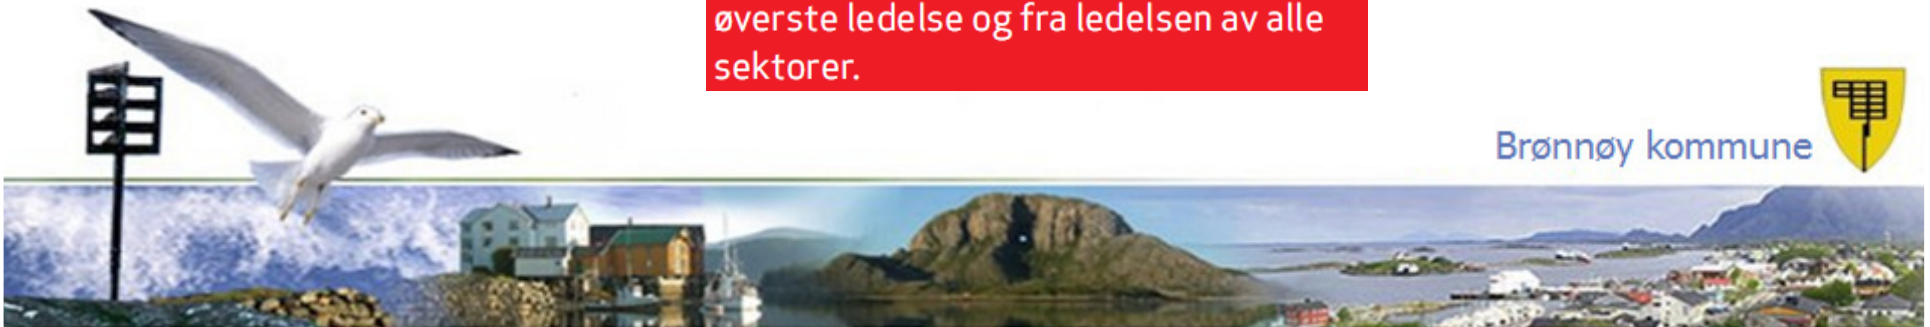 øverste ledelse og fra ledelsen av alle
sektorer.
Brønnøy kommune